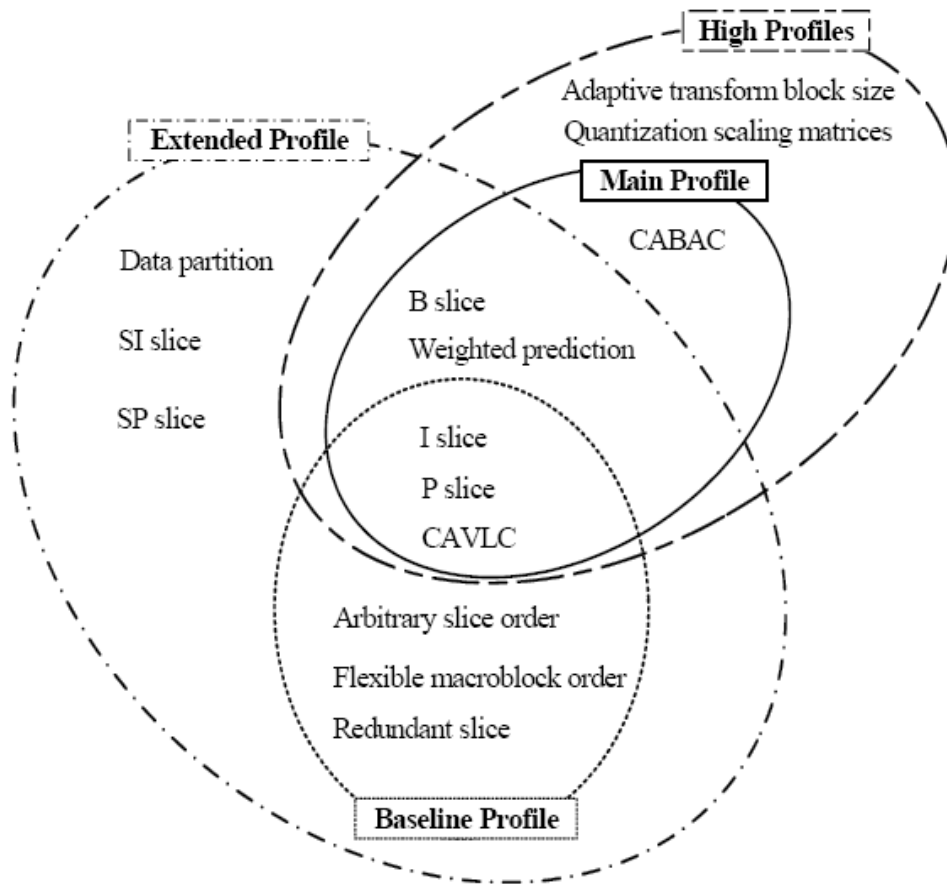 High Profiles
Adaptive transform block size
Quantization scaling matrices
Extended Profile
Main Profile
CABAC
Data partition
B slice
SI slice
Weighted prediction
SP slice
I slice
P slice
CAVLC
Arbitrary slice order
Flexible macroblock order
Redundant slice
Baseline Profile